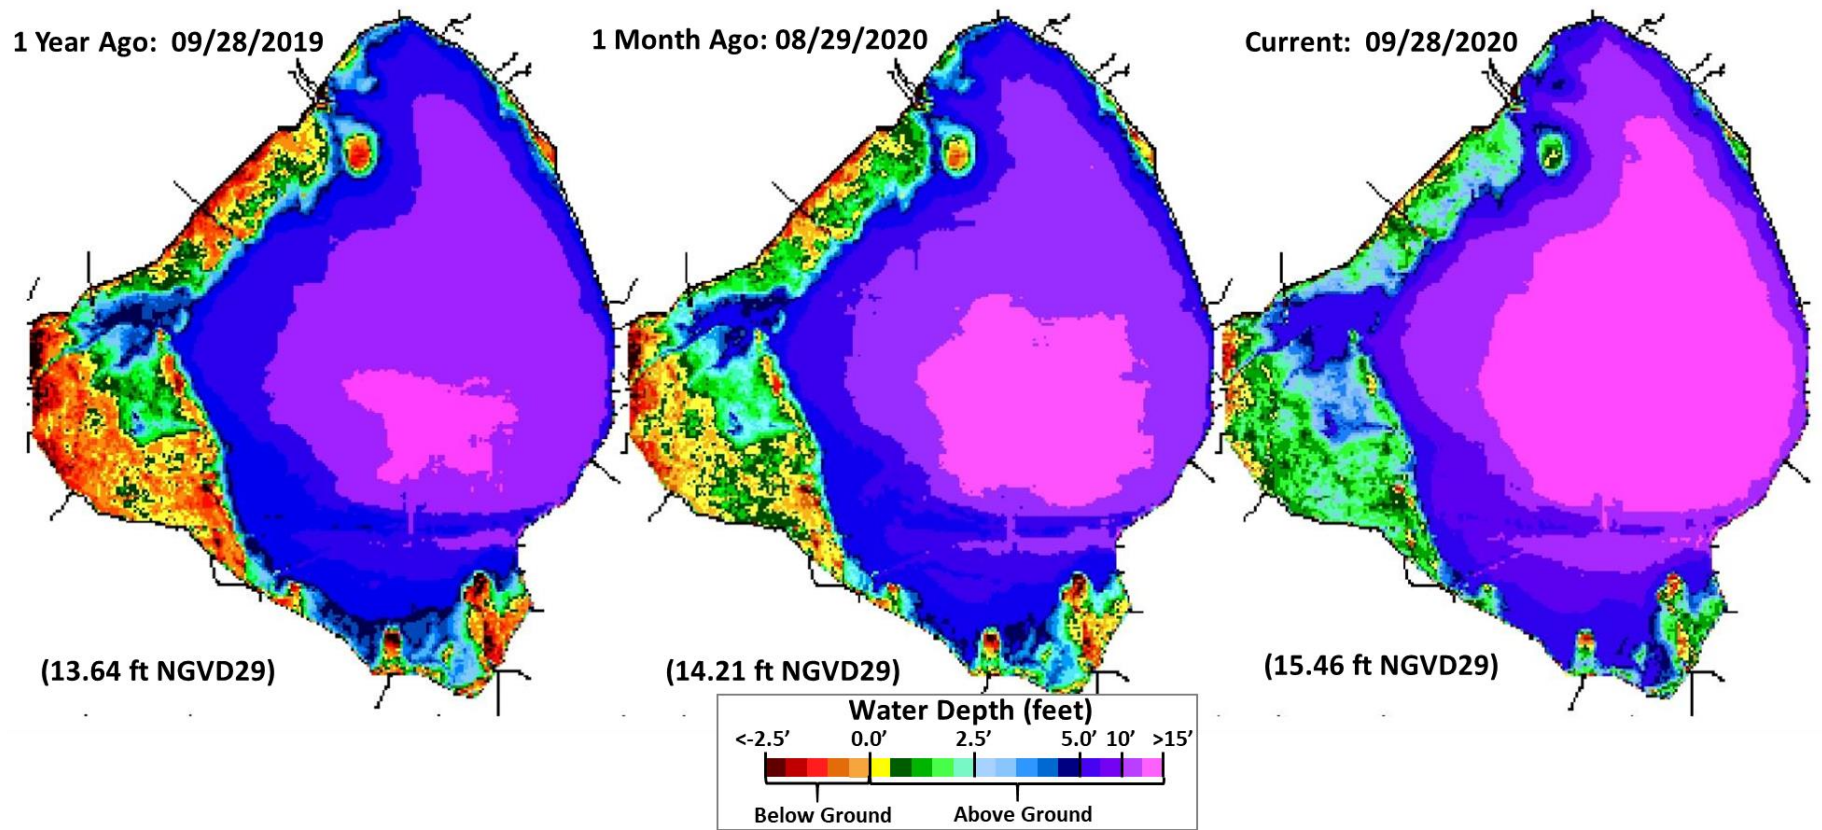 1 Year Ago: 09/28/2019
1 Month Ago: 08/29/2020
Current: 09/28/2020
(13.64 ft NGVD29)
(14.21 ft NGVD29)
(15.46 ft NGVD29)
Water Depth (feet)
<-2.5’ 0.0’ 2.5’ 5.0’ 10’ >15’
Below Ground Above Ground